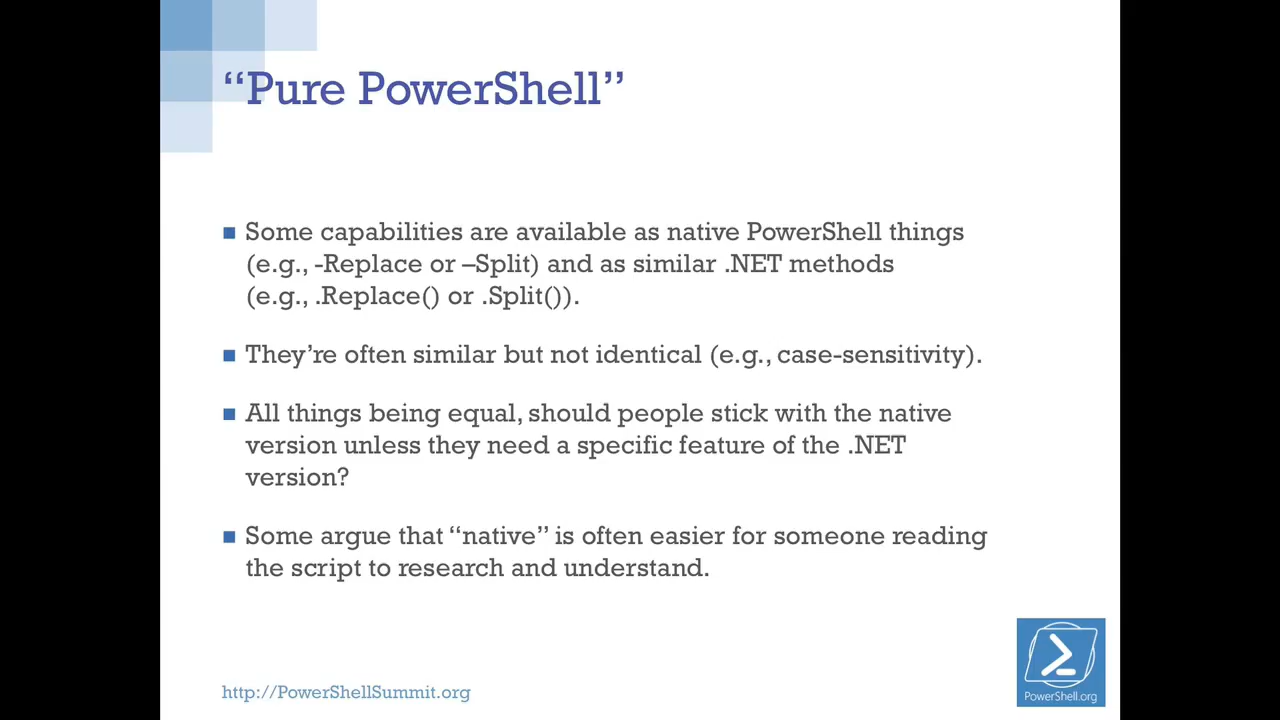 “Pure PowerShell”
Some capabilities are available as native PowerShell things
(e.g., -Replace or –Split) and as similar .NET methods
(e.g., .Replace() or .Split()).
They’re often similar but not identical (e.g., case-sensitivity).
All things being equal, should people stick with the native
version unless they need a specific feature of the .NET
version?
Some argue that “native” is often easier for someone reading
the script to research and understand.
http://PowerShellSummit.org
PowerShell.org